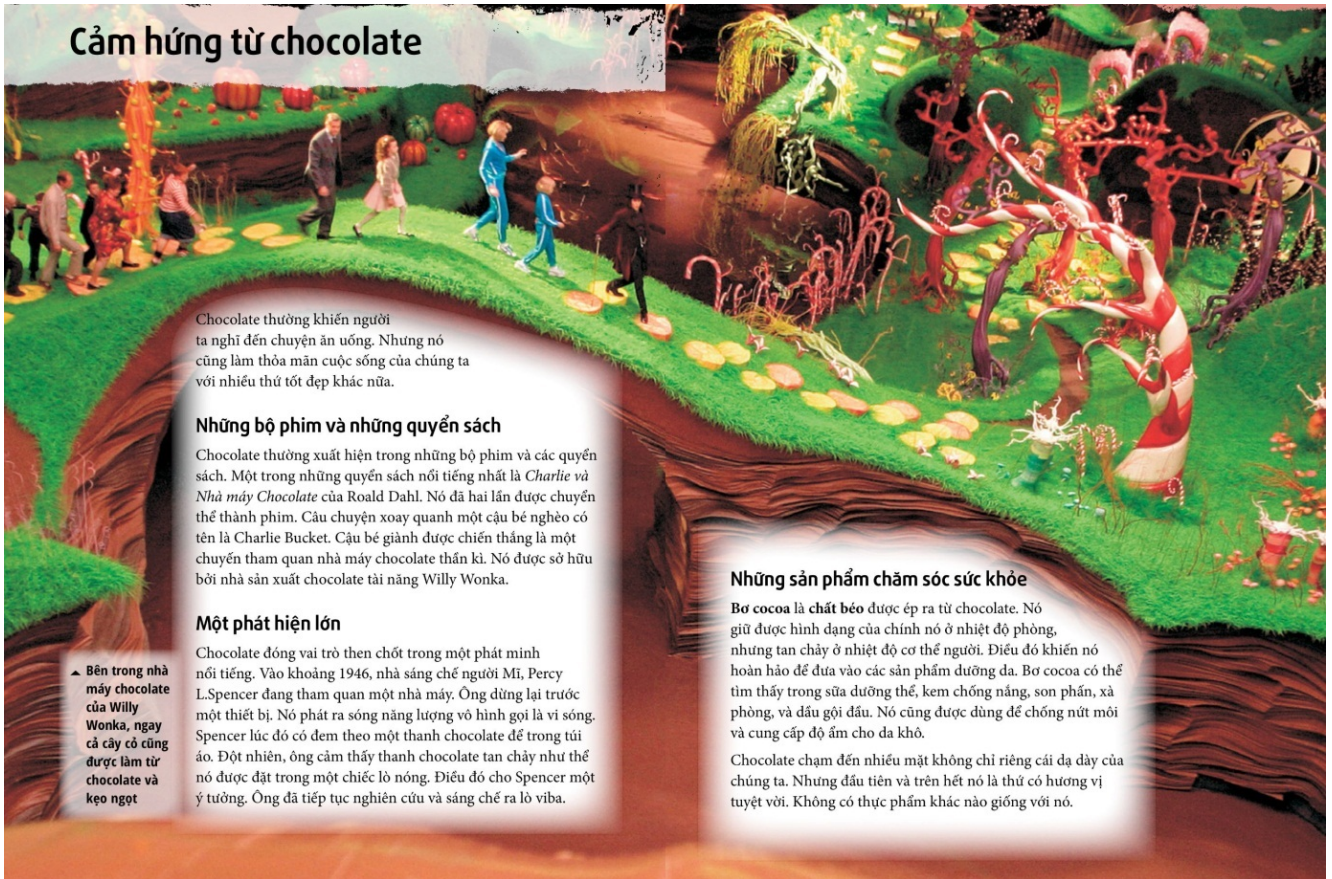 Cảm hứng từ chocolate
Chocolate thường khiến người
ta nghĩ đến chuyện ăn uống. Nhưng nó
cũng làm thỏa mãn cuộc sống của chúng ta
với nhiều thứ tốt đẹp khác nữa.
Những bộ phim và những quyển sách
Chocolate thường xuất hiện trong những bộ phim và các quyển
sách. Một trong những quyển sách nổi tiếng nhất là Charlie và
Nhà máy Chocolate của Roald Dahl. Nó đã hai lần được chuyển
thể thành phim. Câu chuyện xoay quanh một cậu bé nghèo có
tên là Charlie Bucket. Cậu bé giành được chiến thắng là một
chuyến tham quan nhà máy chocolate thần kì. Nó được sở hữu
bởi nhà sản xuất chocolate tài năng Willy Wonka.
Một phát hiện lớn
Chocolate đóng vai trò then chốt trong một phát minh
nổi tiếng. Vào khoảng 1946, nhà sáng chế người Mĩ, Percy
L.Spencer đang tham quan một nhà máy. Ông dừng lại trước
một thiết bị. Nó phát ra sóng năng lượng vô hình gọi là vi sóng.
Spencer lúc đó có đem theo một thanh chocolate để trong túi
áo. Đột nhiên, ông cảm thấy thanh chocolate tan chảy như thể
nó được đặt trong một chiếc lò nóng. Điều đó cho Spencer một
ý tưởng. Ông đã tiếp tục nghiên cứu và sáng chế ra lò viba.
Bên trong nhà
máy chocolate
của Willy
Wonka, ngay
cả cây cỏ cũng
được làm từ
chocolate và
kẹo ngọt
Những sản phẩm chăm sóc sức khỏe
Bơ cocoa là chất béo được ép ra từ chocolate. Nó
giữ được hình dạng của chính nó ở nhiệt độ phòng,
nhưng tan chảy ở nhiệt độ cơ thể người. Điều đó khiến nó
hoàn hảo để đưa vào các sản phẩm dưỡng da. Bơ cocoa có thể
tìm thấy trong sữa dưỡng thể, kem chống nắng, son phấn, xà
phòng, và dầu gội đầu. Nó cũng được dùng để chống nứt môi
và cung cấp độ ẩm cho da khô.
Chocolate chạm đến nhiều mặt không chỉ riêng cái dạ dày của
chúng ta. Nhưng đầu tiên và trên hết nó là thứ có hương vị
tuyệt vời. Không có thực phẩm khác nào giống với nó.